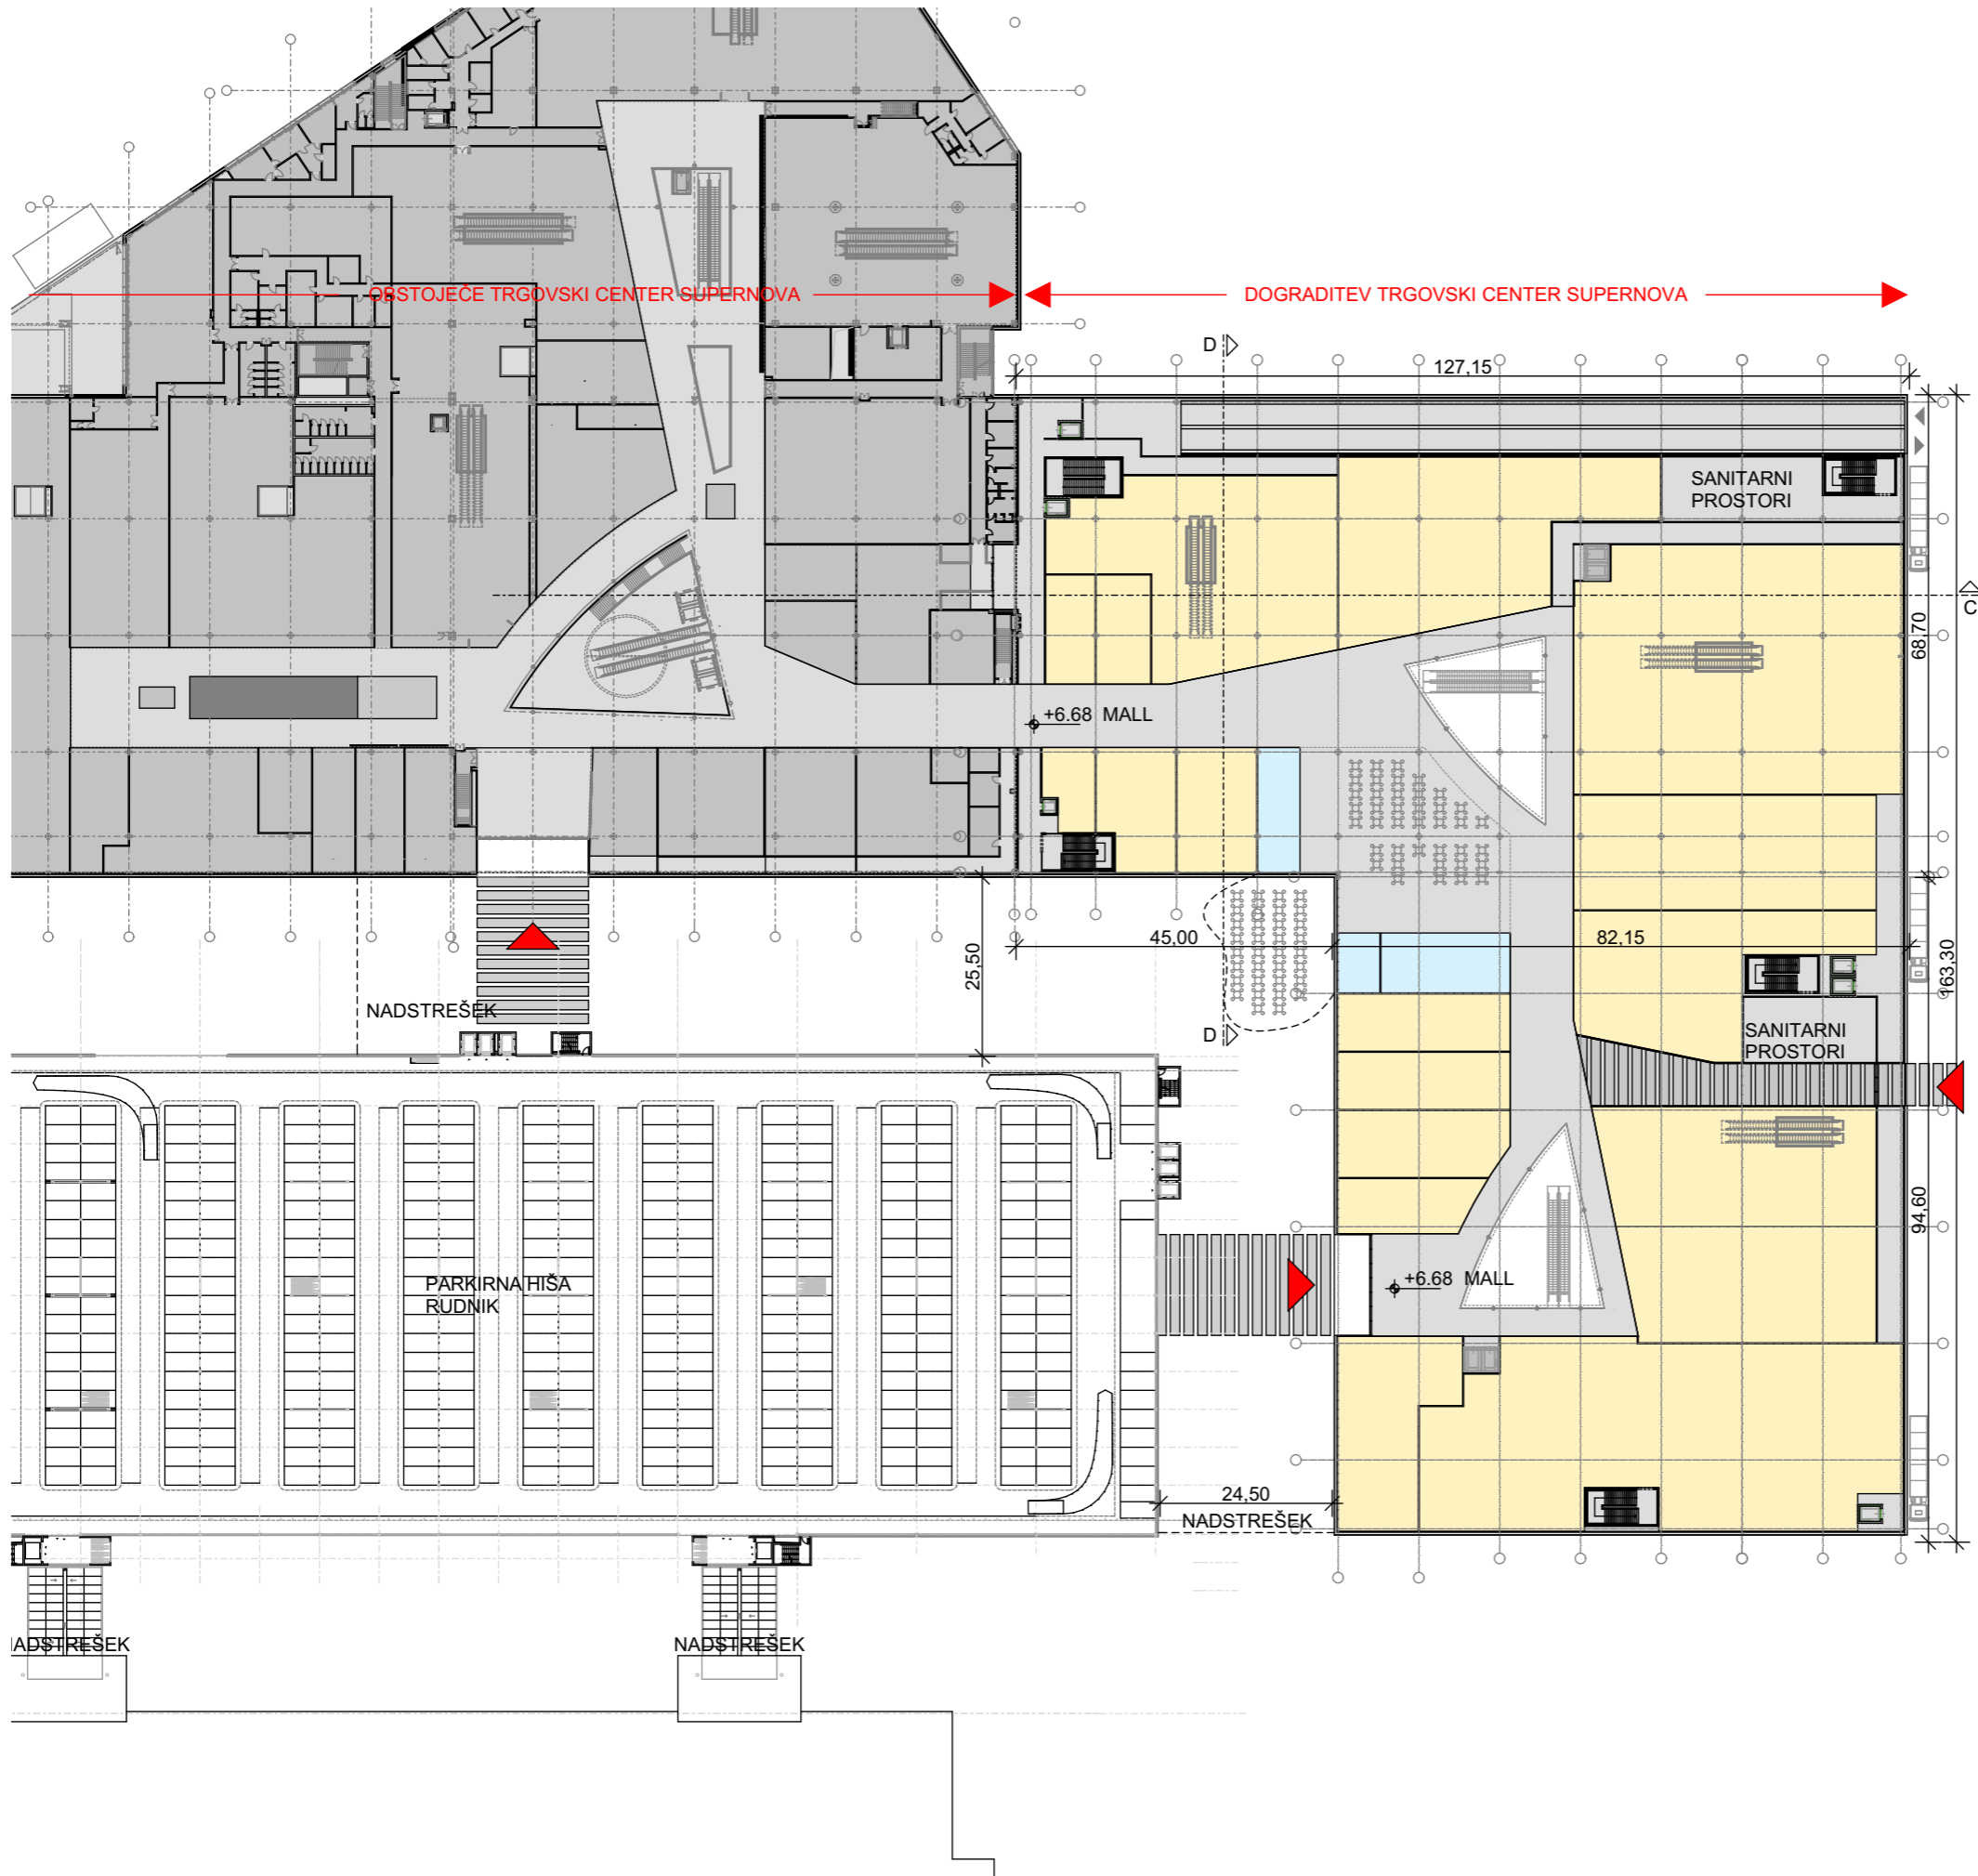 OBSTOJEČE TRGOVSKI CENTER SUPERNOVA
DOGRADITEV TRGOVSKI CENTER SUPERNOVA
D
127,15
SANITARNI
PROSTORI
C
68,70
+6.68 MALL
45,00
82,15
25,50
163,30
NADSTREŠEK
D
SANITARNI
PROSTORI
94,60
PARKIRNA HIŠA
RUDNIK
+6.68 MALL
24,50
NADSTREŠEK
NADSTREŠEK
NADSTREŠEK